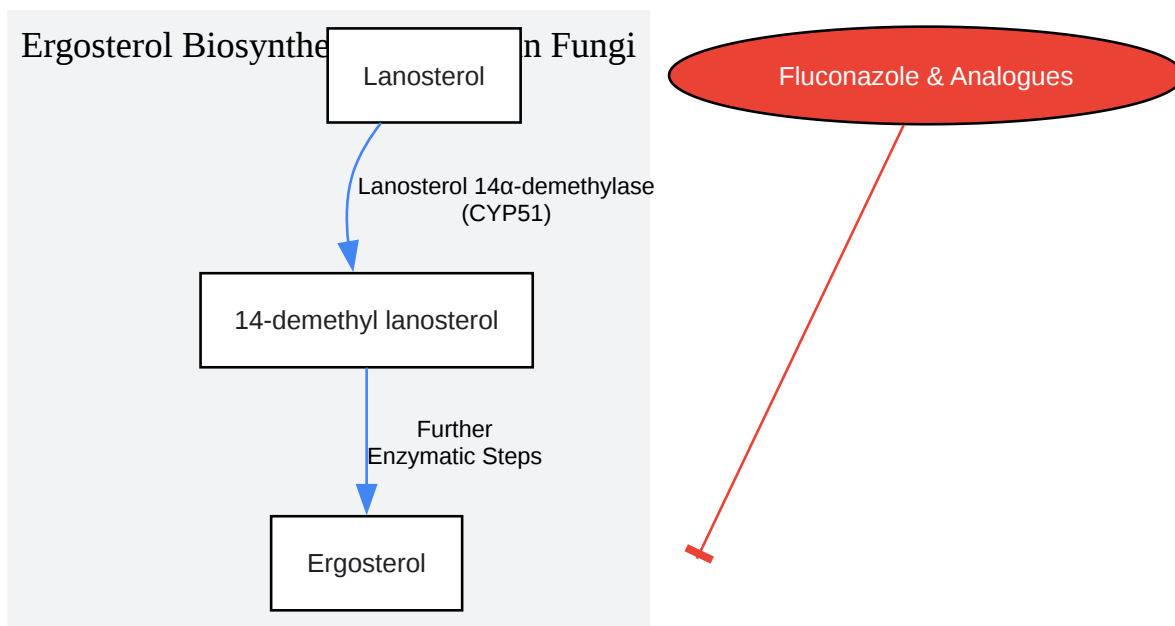 Ergosterol Biosynthe n Fungi
Lanosterol
Fluconazole & Analogues
Lanosterol 14α-demethylase
(CYP51)
14-demethyl lanosterol
Further
Enzymatic Steps
Ergosterol